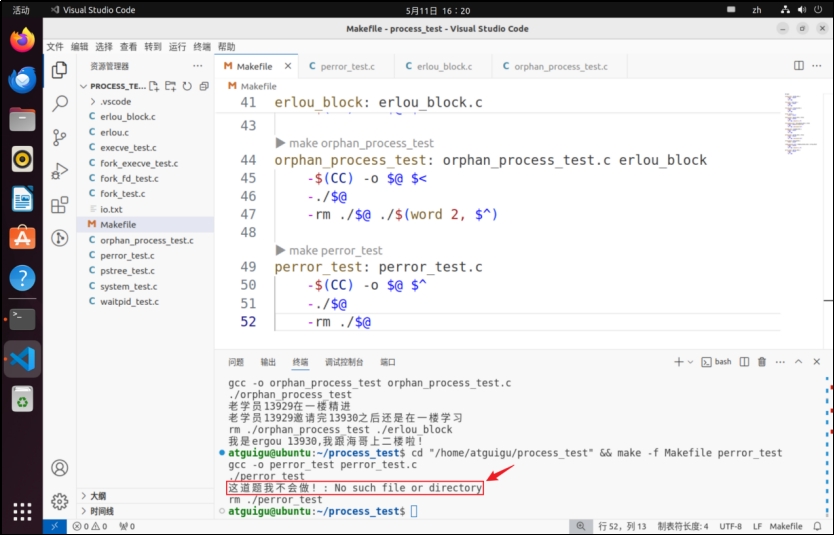 活动
Visual Studio Code
5月11日 16：20
zh
Makefile - process_test - Visual Studio Code
文件 编辑 选择 查看 转到 运行 终端 帮助
资源管理器
Makefile
perror_test.c
erlou_block.c
orphan_process_test.c
PROCESS_TE...
.vscode
erlou_block.c
erlou.c
execve_test.c
fork_execve_test.c
fork_fd_test.c
fork_test.c
io.txt
Makefile
orphan_process_test.c
perror_test.c
pstree_test.c
system_test.c
waitpid_test.c
大纲
时间线
Makefile
41 erlou_block: erlou_block.c
43
make orphan_process_test
44 orphan_process_test: orphan_process_test.c erlou_block
45 -$(CC) -o $@ $<
46 -./$@
47 -rm ./$@ ./$(word 2, $^)
48
make perror_test
49 perror_test: perror_test.c
50 -$(CC) -o $@ $^
51 -./$@
52 -rm ./$@
问题 输出 终端 调试控制台 端口
bash
gcc -o orphan_process_test orphan_process_test.c
./orphan_process_test
老学员13929在一楼精进
老学员13929邀请完13930之后还是在一楼学习
rm ./orphan_process_test ./erlou_block
我是ergou 13930,我跟海哥上二楼啦!
atguigu@ubuntu:~/process_test$ cd "/home/atguigu/process_test" && make -f Makefile perror_test
gcc -o perror_test perror_test.c
./perror_test
这道题我不会做！: No such file or directory
rm ./perror_test
atguigu@ubuntu:~/process_test$
0 0 0
行 52，列 13
制表符长度: 4
UTF-8
LF
Makefile